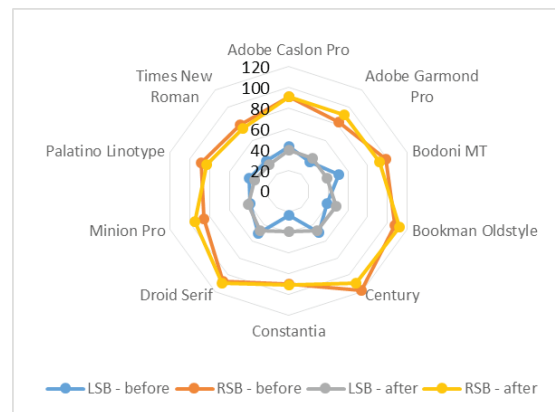 Adobe Caslon Pro
120
100
80
60
40
20
0
Adobe Garmond
Pro
Bodoni MT
Bookman Oldstyle
Century
Constantia
Droid Serif
Minion Pro
Palatino Linotype
Times New
Roman
LSB - before
RSB - before
LSB - after
RSB - after